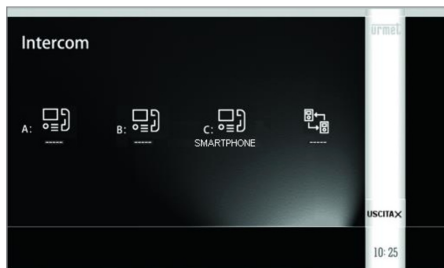 urmet
Intercom
A:
B:
C:
-----
-----
SMARTPHONE
-----
USCITA X
10:25